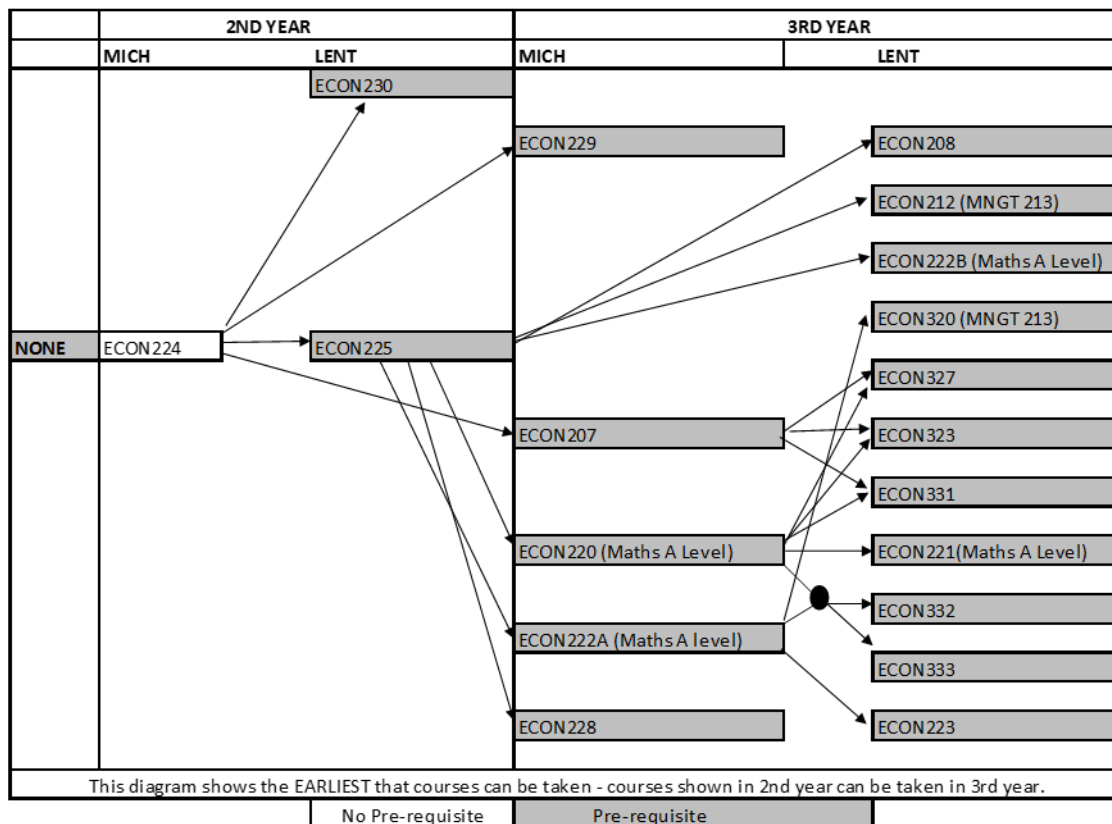 2ND YEAR 3RD YEAR
MICH LENT MICH LENT
ECON230
ECON229 ECON208
ECON212 (MNGT 213)
ECON222B (Maths A Level)
ECON320 (MNGT 213)
NONE ECON224 ECON225
ECON327
ECON207 ECON323
ECON331
ECON220 (Maths A Level) ECON221(Maths A Level)
ECON332
ECON222A (Maths A level)
ECON333
ECON228 ECON223
This diagram shows the EARLIEST that courses can be taken - courses shown in 2nd year can be taken in 3rd year.
No Pre-requisite Pre-requisite